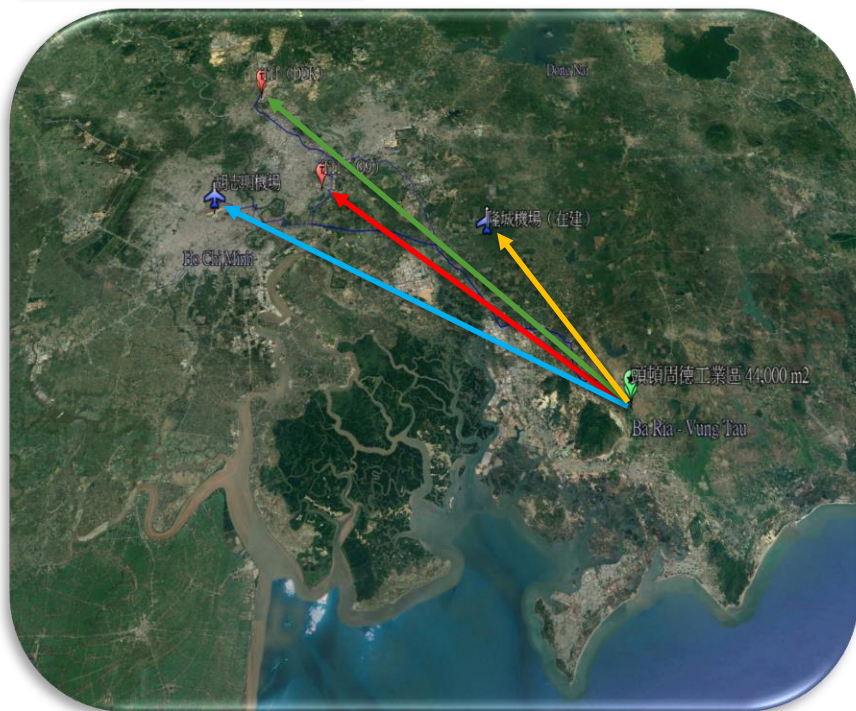 Dong Nai
胡志明機場
隆城機場（在建）
Ho Chi Minh
頭頓周德工業區 44,000 m2
Ba Ria - Vung Tau